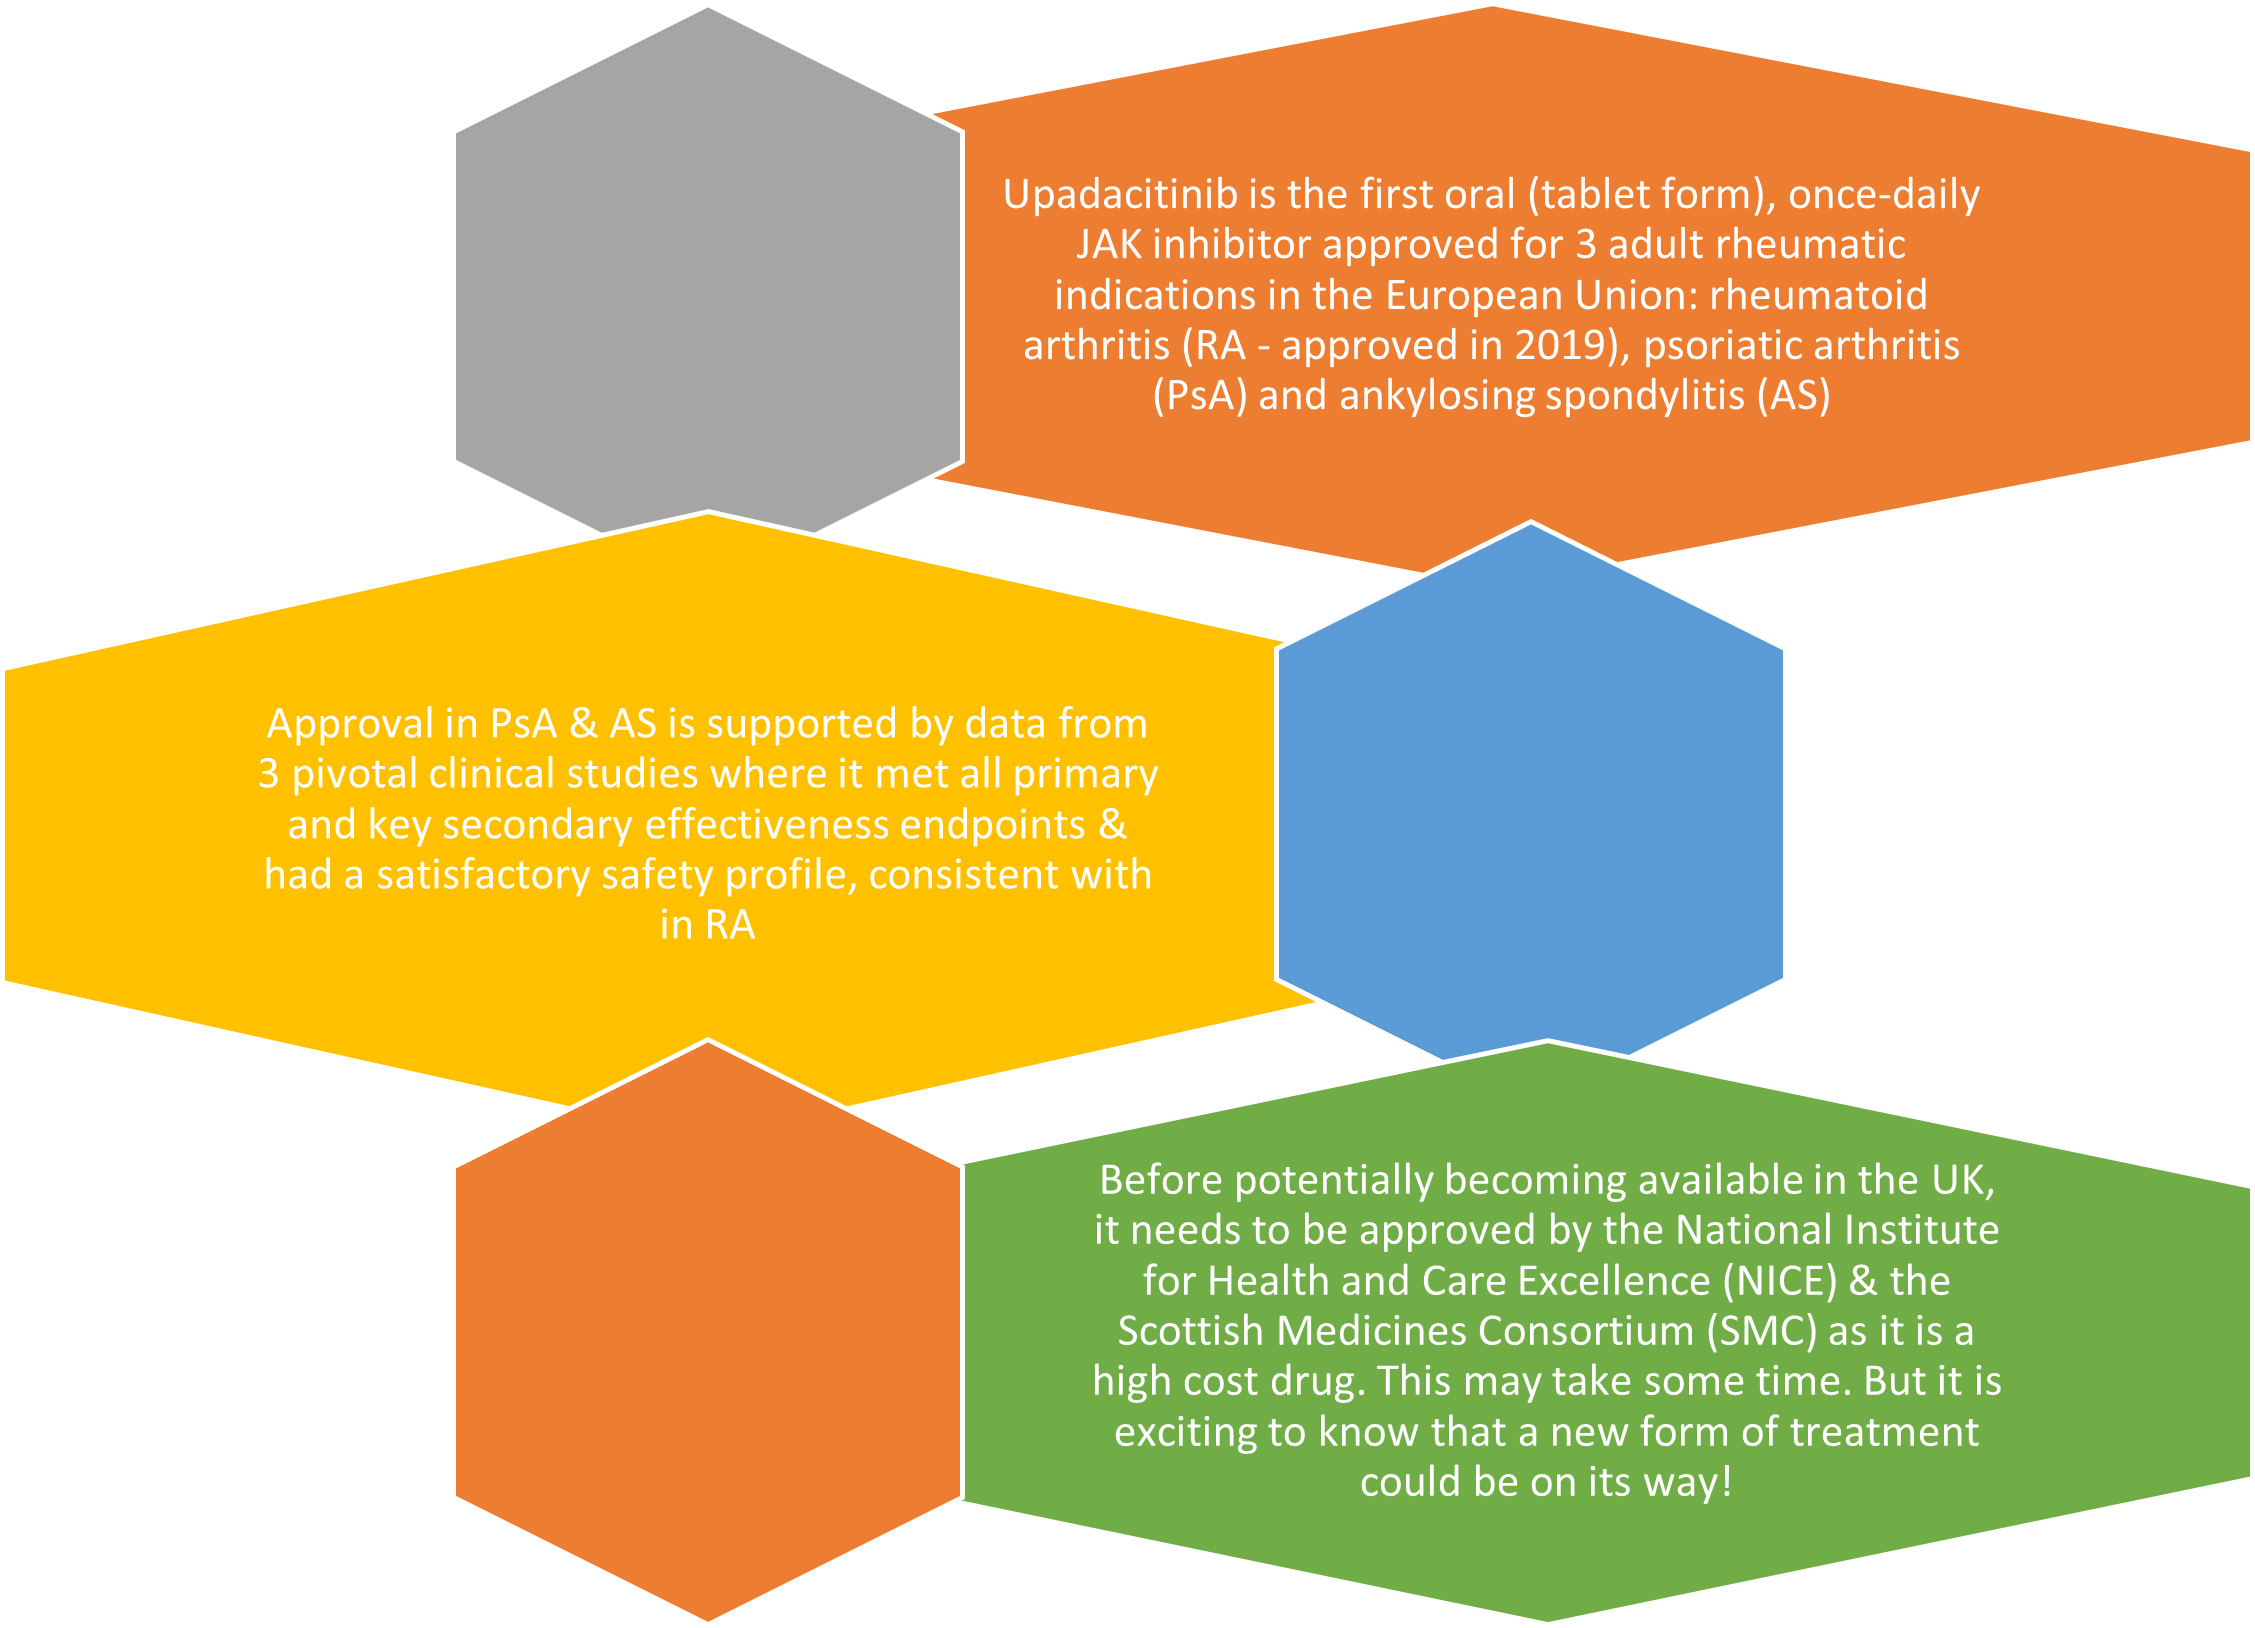 Upadacitinib is the first oral (tablet form), once-daily
JAK inhibitor approved for 3 adult rheumatic
indications in the European Union: rheumatoid
arthritis (RA - approved in 2019), psoriatic arthritis
(PsA) and ankylosing spondylitis (AS)
Approval in PsA & AS is supported by data from
3 pivotal clinical studies where it met all primary
and key secondary effectiveness endpoints &
had a satisfactory safety profile, consistent with
in RA
Before potentially becoming available in the UK,
it needs to be approved by the National Institute
for Health and Care Excellence (NICE) & the
Scottish Medicines Consortium (SMC) as it is a
high cost drug. This may take some time. But it is
exciting to know that a new form of treatment
could be on its way!